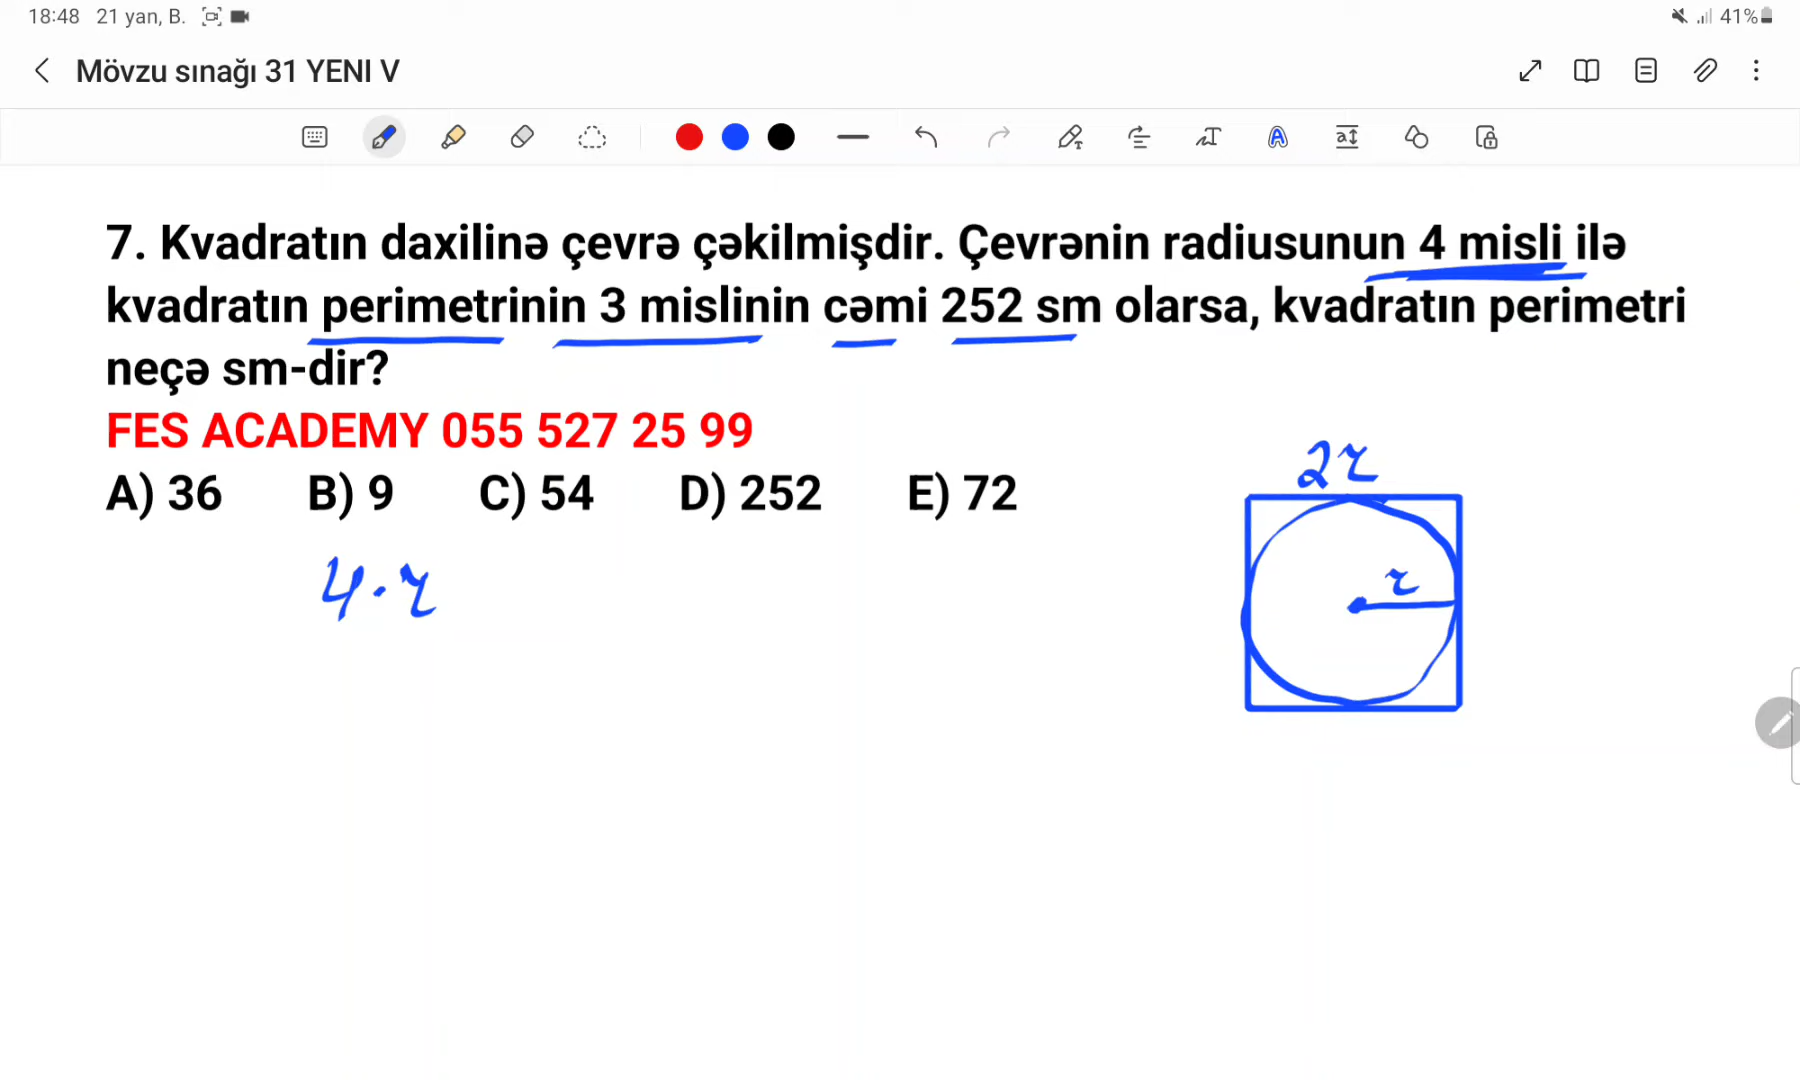 18:48 21 yan, B.
41%
Mövzu sınağı 31 YENI V
7. Kvadratın daxilinə çevrə çəkilmişdir. Çevrənin radiusunun 4 misli ilə
kvadratın perimetrinin 3 mislinin cəmi 252 sm olarsa, kvadratın perimetri
neçə sm-dir?
FES ACADEMY 055 527 25 99
A) 36 B) 9 C) 54 D) 252 E) 72
2r
r
4·r